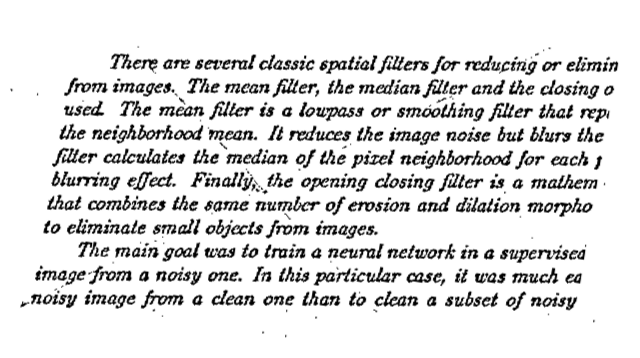 There are several classic spatial filters for reducing or elimin
from images. The mean filter, the median filter and the closing o
used. The mean filter is a lowpass or smoothing filter that rep
the neighborhood mean. It reduces the image noise but blurs the
filter calculates the median of the pixel neighborhood for each
blurring effect. Finally, the opening closing filter is a mathem
that combines the same number of erosion and dilation morpho
to eliminate small objects from images.
The main goal was to train a neural network in a supervised
image from a noisy one. In this particular case, it was much ea
noisy image from a clean one than to clean a subset of noisy